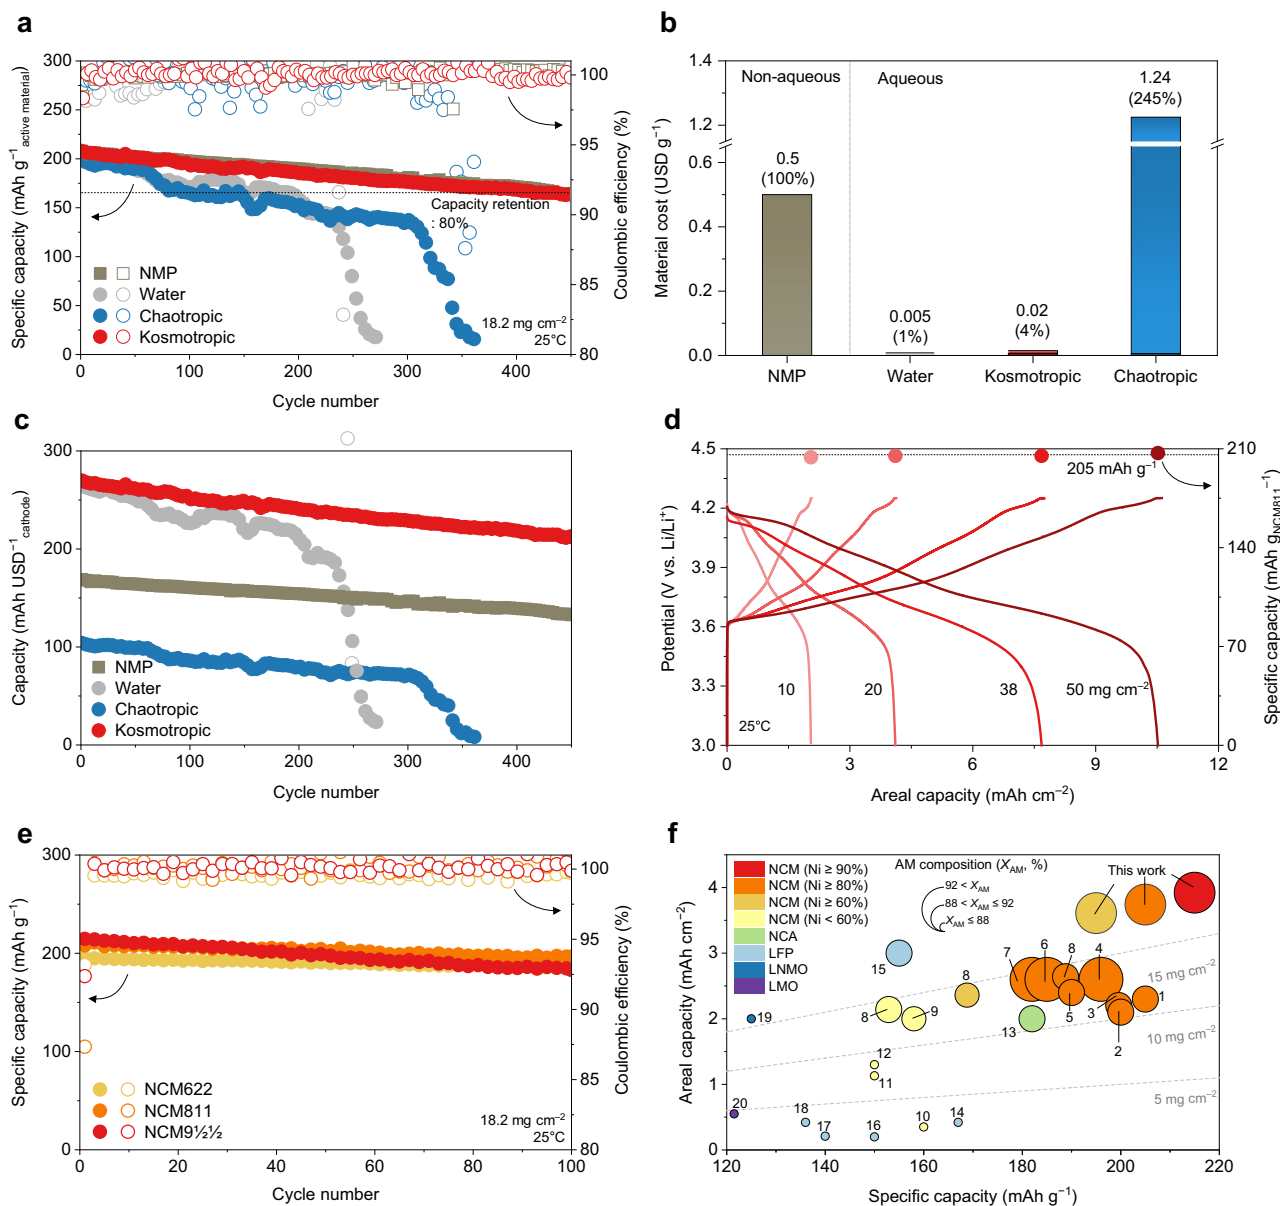 a
300
250
200
150
100
50
0
Specific capacity (mAh g⁻¹ active material)
100
95
90
85
80
Coulombic efficiency (%)
Capacity retention
: 80%
NMP
Water
Chaotropic
Kosmotropic
18.2 mg cm⁻²
25°C
0 100 200 300 400
Cycle number
b
1.4
1.2
0.6
0.4
0.2
0.0
Material cost (USD g⁻¹)
Non-aqueous
Aqueous
0.5
(100%)
0.005
(1%)
0.02
(4%)
1.24
(245%)
NMP Water Kosmotropic Chaotropic
c
300
200
100
0
Capacity (mAh USD⁻¹ cathode)
NMP
Water
Chaotropic
Kosmotropic
0 100 200 300 400
Cycle number
d
4.5
4.2
3.9
3.6
3.3
3.0
Potential (V vs. Li/Li⁺)
205 mAh g⁻¹
210
140
70
0
Specific capacity (mAh g NCM811⁻¹)
10 20 38 50 mg cm⁻²
25°C
0 3 6 9 12
Areal capacity (mAh cm⁻²)
e
300
200
100
0
Specific capacity (mAh g⁻¹)
100
95
90
85
80
Coulombic efficiency (%)
NCM622
NCM811
NCM9½½
18.2 mg cm⁻²
25°C
0 20 40 60 80 100
Cycle number
f
4
3
2
1
0
Areal capacity (mAh cm⁻²)
NCM (Ni ≥ 90%)
NCM (Ni ≥ 80%)
NCM (Ni ≥ 60%)
NCM (Ni < 60%)
NCA
LFP
LNMO
LMO
AM composition (X AM, %)
92 < X AM
88 < X AM ≤ 92
X AM ≤ 88
This work
7 6 8 4
15 8
15 mg cm⁻²
5 3 1
19 8 9 13 2
10 mg cm⁻²
12
11
5 mg cm⁻²
20 18 17 16 10 14
120 140 160 180 200 220
Specific capacity (mAh g⁻¹)